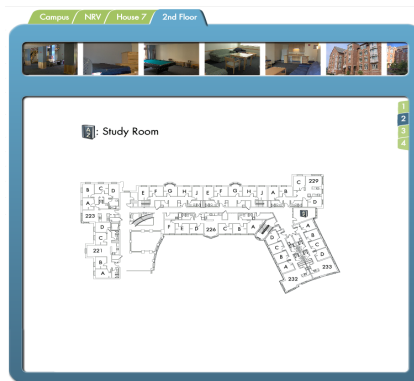 Campus / NRV / House 7 / 2nd Floor
1
2
3
4
: Study Room
B C D
A
223
D
C
221
B
A
E F G H J E F G H J A B
F E D 226 C B A
C 229
D
D
C
B
A
232
A
B
C
D
233